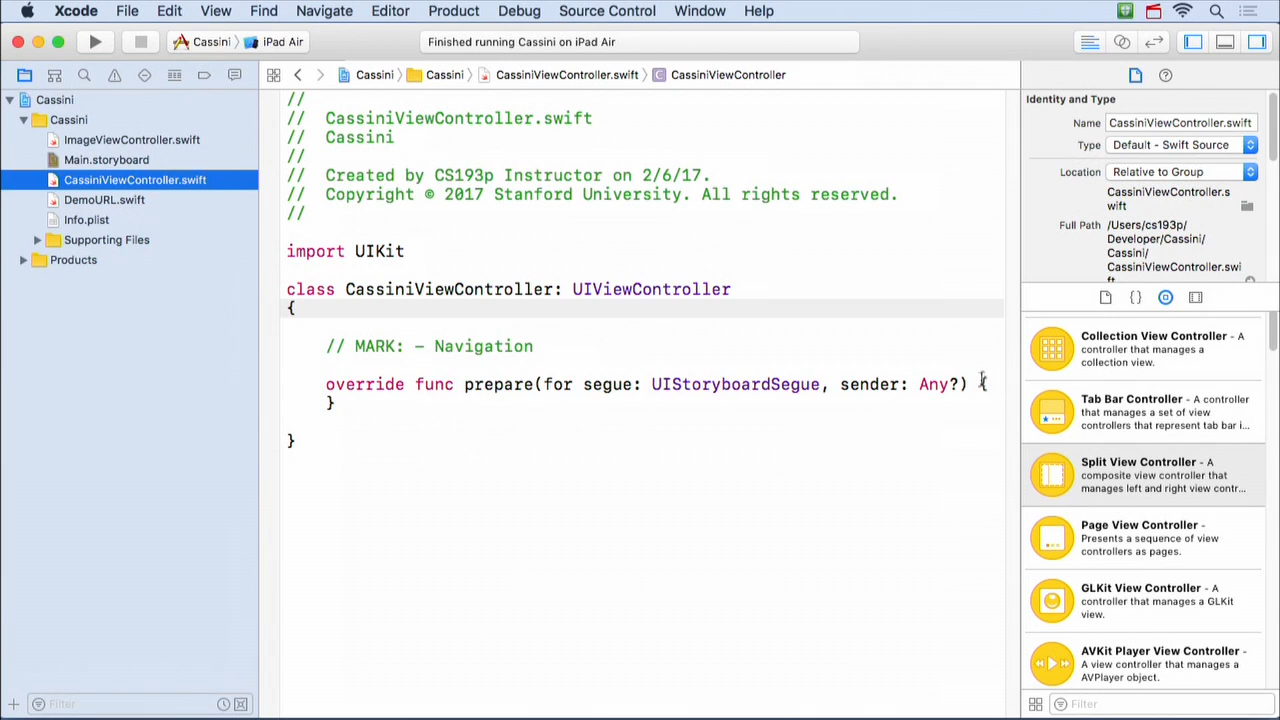 Xcode File Edit View Find Navigate Editor Product Debug Source Control Window Help
Cassini iPad Air
Finished running Cassini on iPad Air
Cassini Cassini CassiniViewController.swift CassiniViewController
Cassini
Cassini
ImageViewController.swift
Main.storyboard
CassiniViewController.swift
DemoURL.swift
Info.plist
Supporting Files
Products
Filter
//
// CassiniViewController.swift
// Cassini
//
// Created by CS193p Instructor on 2/6/17.
// Copyright © 2017 Stanford University. All rights reserved.
//
import UIKit
class CassiniViewController: UIViewController
{
// MARK: - Navigation
override func prepare(for segue: UIStoryboardSegue, sender: Any?) {
}
}
Identity and Type
Name CassiniViewController.swift
Type Default - Swift Source
Location Relative to Group
CassiniViewController.s
wift
Full Path /Users/cs193p/
Developer/Cassini/
Cassini/
CassiniViewController.swi
ft
{}
Collection View Controller - A
controller that manages a
collection view.
Tab Bar Controller - A controller
that manages a set of view
controllers that represent tab bar i...
Split View Controller - A
composite view controller that
manages left and right view contr...
Page View Controller -
Presents a sequence of view
controllers as pages.
GLKit View Controller - A
controller that manages a GLKit
view.
AVKit Player View Controller -
A view controller that manages a
AVPlayer object.
Filter